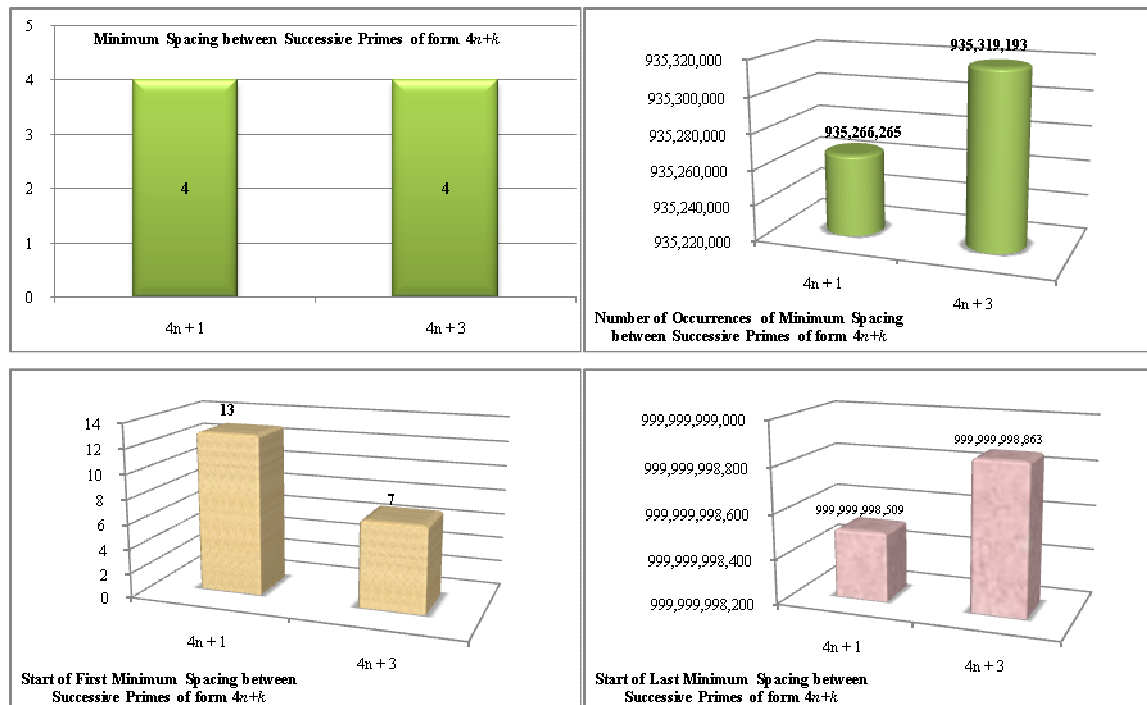 5
Minimum Spacing between Successive Primes of form 4n+k
4
3
2
1
0
4
4
4n + 1
4n + 3
935,320,000
935,300,000
935,280,000
935,260,000
935,240,000
935,220,000
935,266,265
935,319,193
4n + 1
4n + 3
Number of Occurrences of Minimum Spacing
between Successive Primes of form 4n+k
14
12
10
8
6
4
2
0
13
7
4n + 1
4n + 3
Start of First Minimum Spacing between
Successive Primes of form 4n+k
999,999,999,000
999,999,998,800
999,999,998,600
999,999,998,400
999,999,998,200
999,999,998,509
999,999,998,863
4n + 1
4n + 3
Start of Last Minimum Spacing between
Successive Primes of form 4n+k